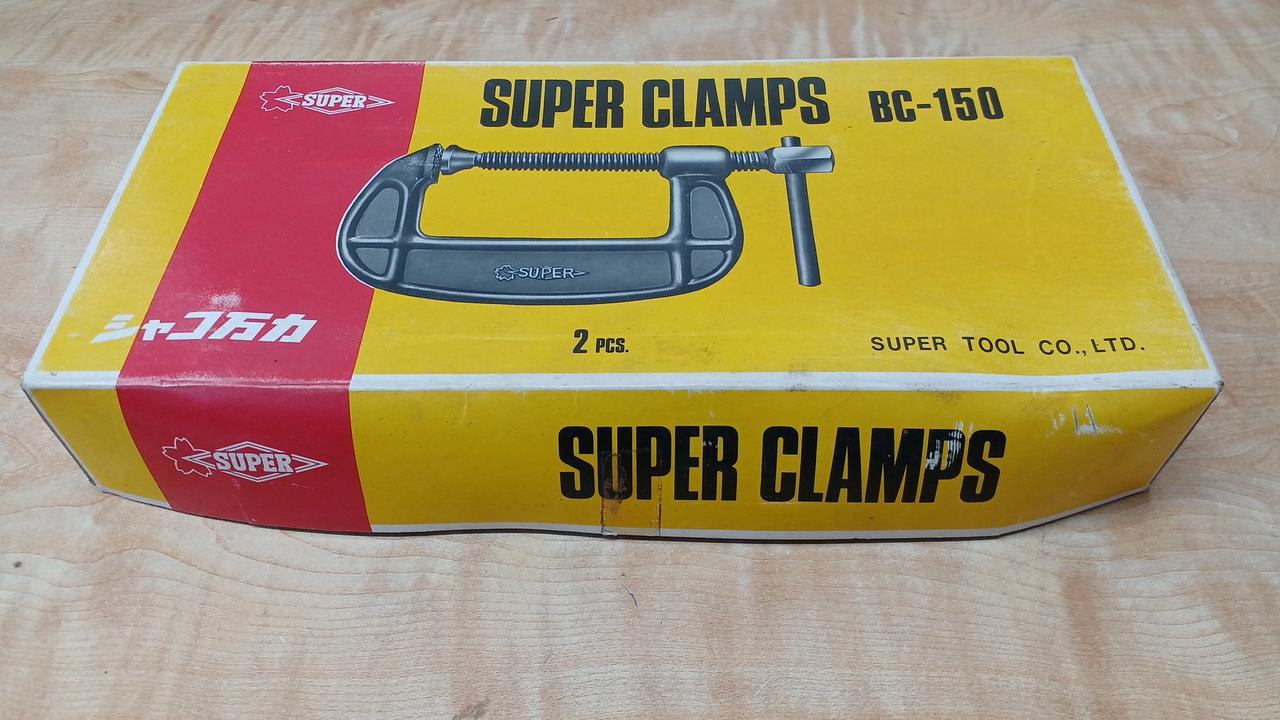 SUPER
SUPER CLAMPS BC-150
SUPER
シャコ万力
2 PCS.
SUPER TOOL CO., LTD.
SUPER
SUPER CLAMPS